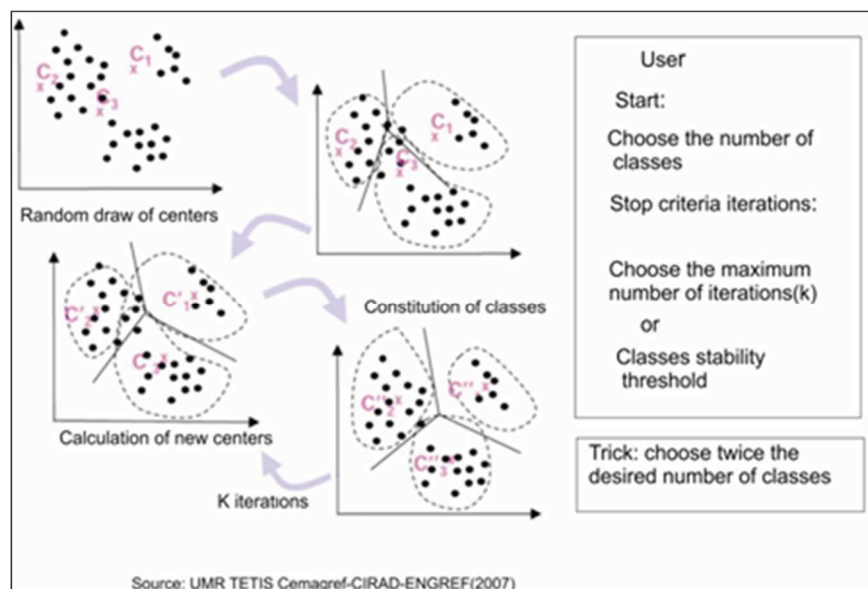 C1
C2
C3
Random draw of centers
C1
C2
C3
Constitution of classes
C'1
C'2
Calculation of new centers
C''
C''2
C''3
K iterations
User
Start:
Choose the number of
classes
Stop criteria iterations:
Choose the maximum
number of iterations(k)
or
Classes stability
threshold
Trick: choose twice the
desired number of classes
Source: UMR TETIS Cemagref-CIRAD-ENGREF(2007)